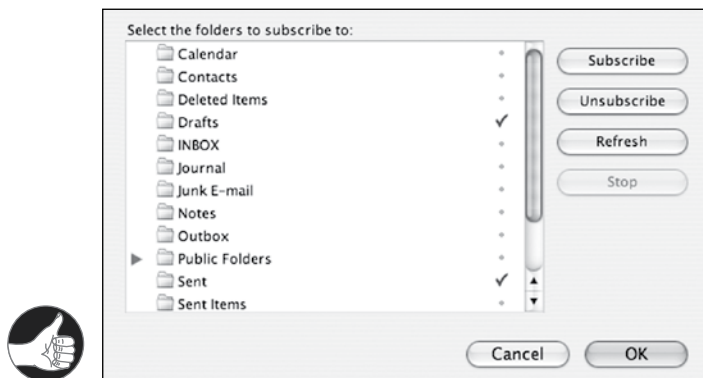 Select the folders to subscribe to:
Calendar
Contacts
Deleted Items
Drafts
INBOX
Journal
Junk E-mail
Notes
Outbox
Public Folders
Sent
Sent Items
Subscribe
Unsubscribe
Refresh
Stop
Cancel
OK